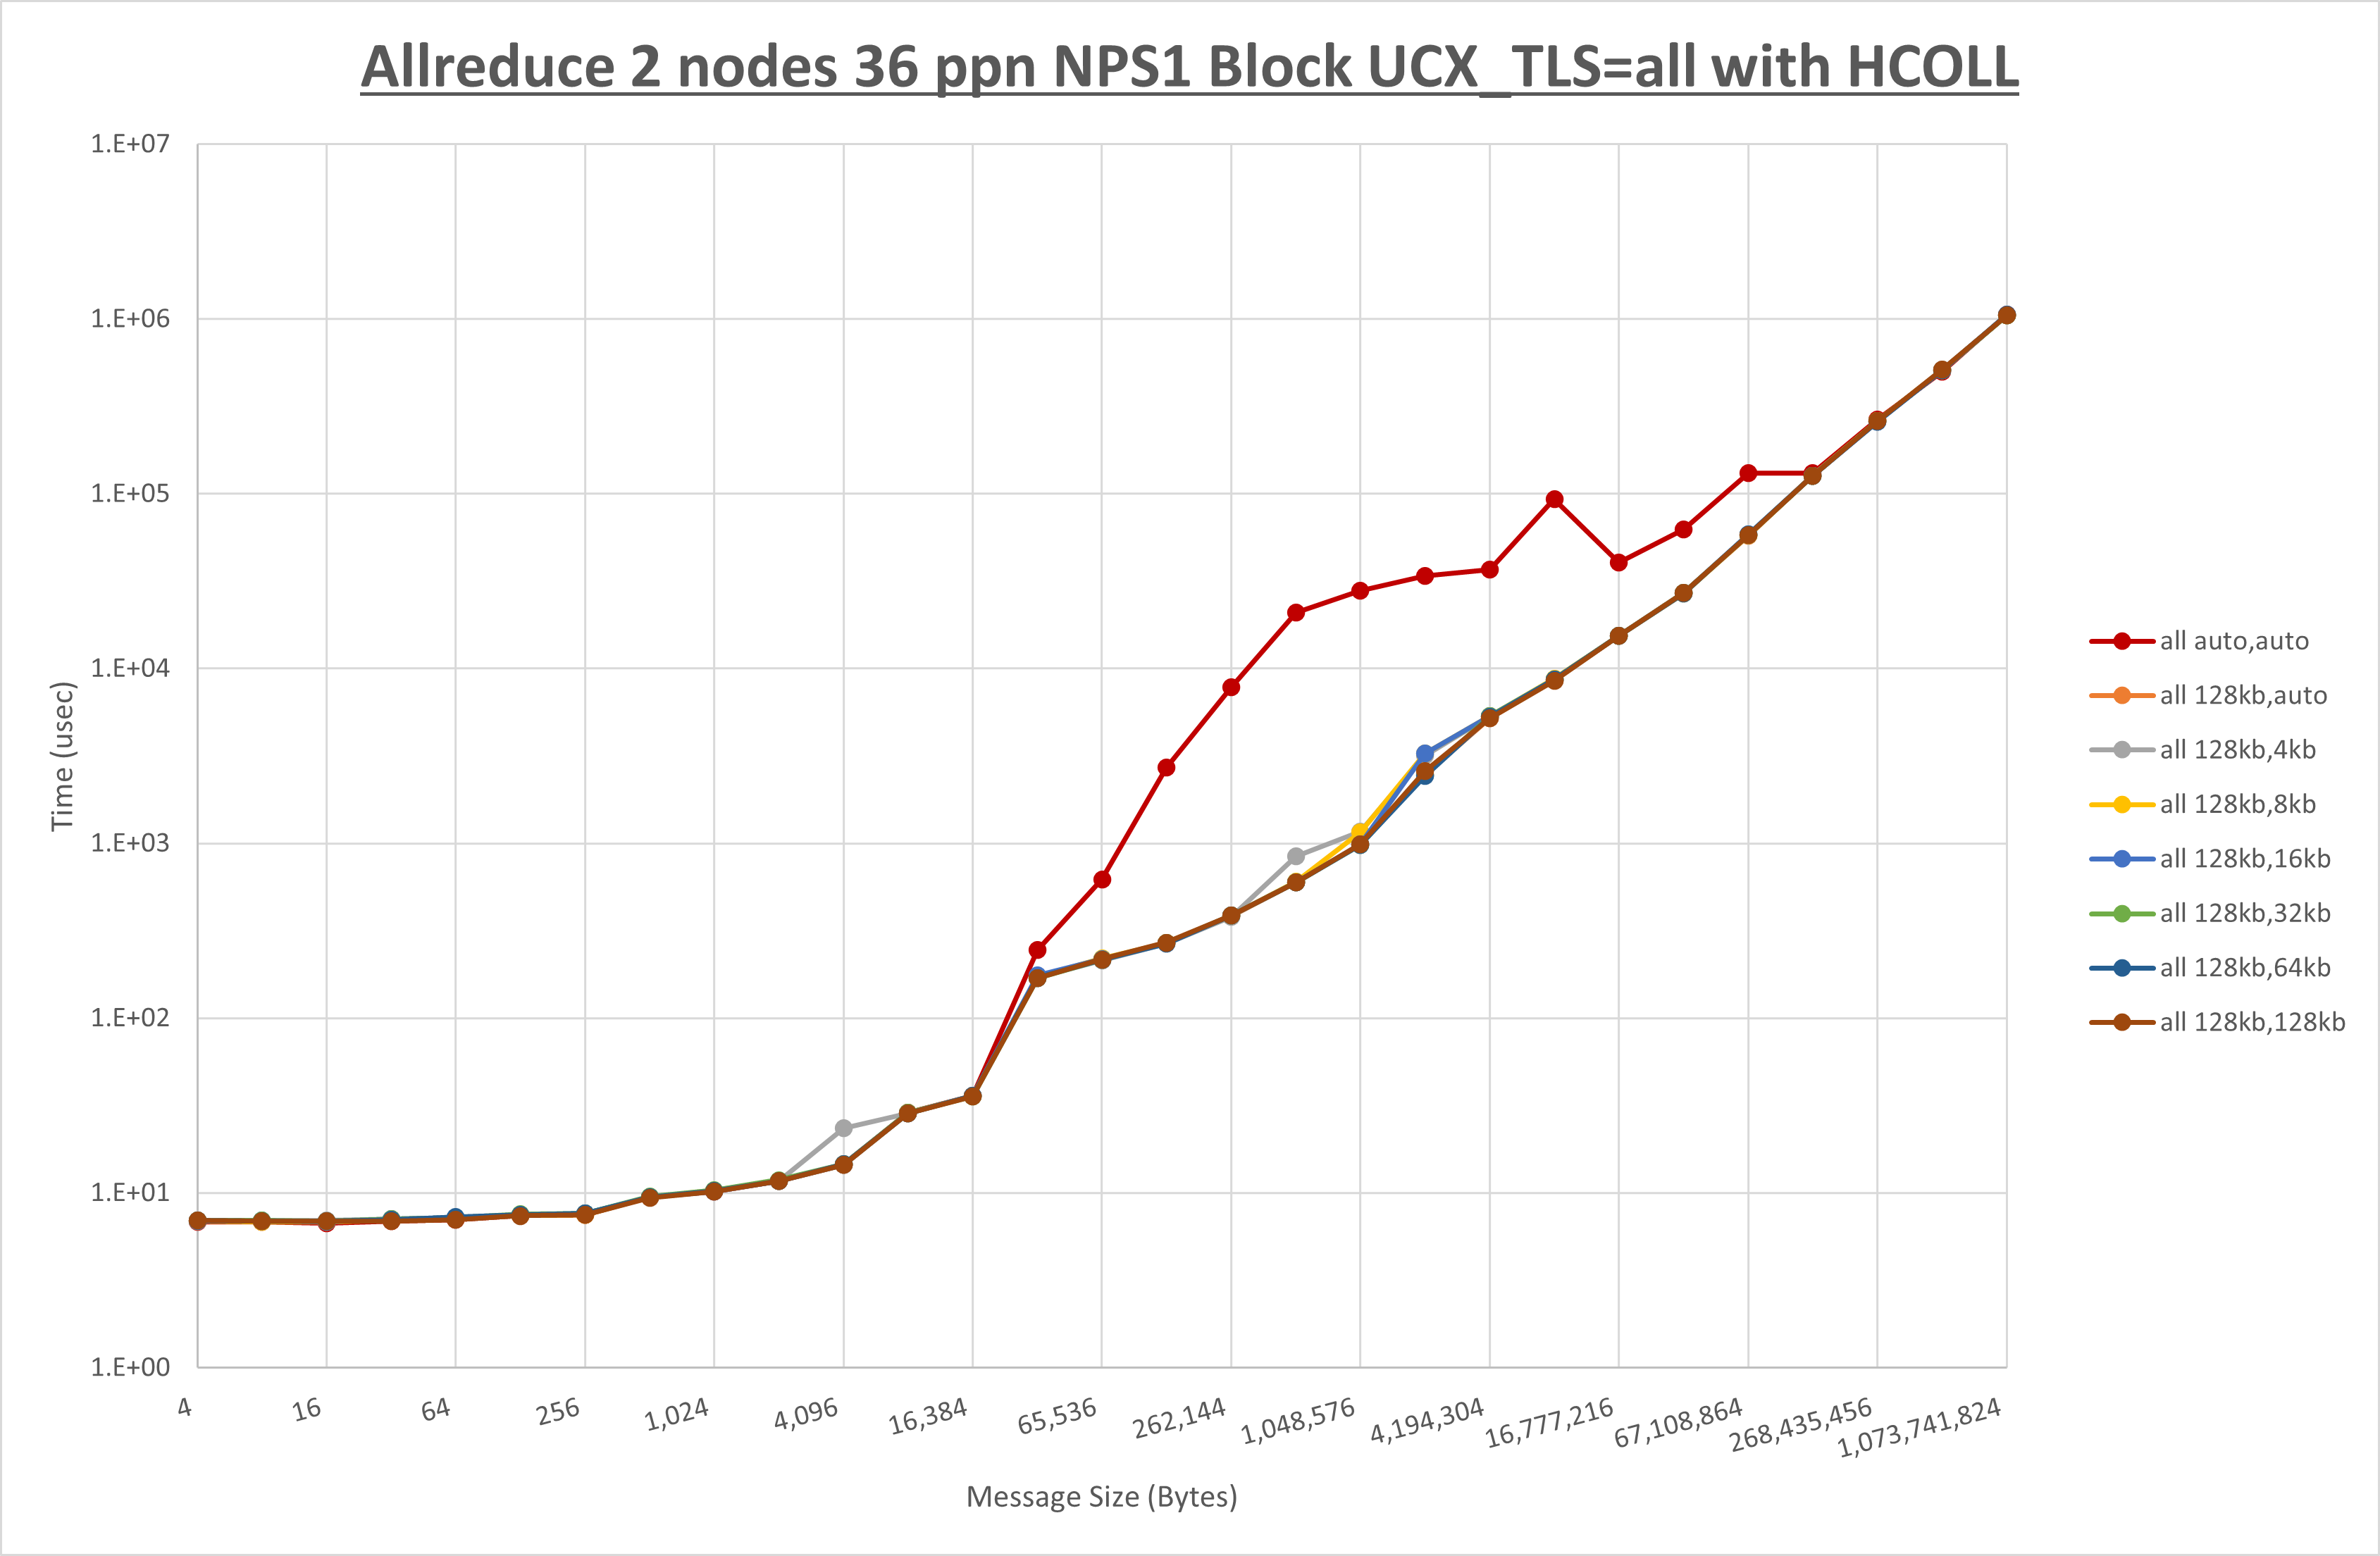 Allreduce 2 nodes 36 ppn NPS1 Block UCX_TLS=all with HCOLL
1.E+07
1.E+06
1.E+05
1.E+04
1.E+03
1.E+02
1.E+01
1.E+00
Time (usec)
4 16 64 256 1,024 4,096 16,384 65,536 262,144 1,048,576 4,194,304 16,777,216 67,108,864 268,435,456 1,073,741,824
Message Size (Bytes)
all auto,auto
all 128kb,auto
all 128kb,4kb
all 128kb,8kb
all 128kb,16kb
all 128kb,32kb
all 128kb,64kb
all 128kb,128kb